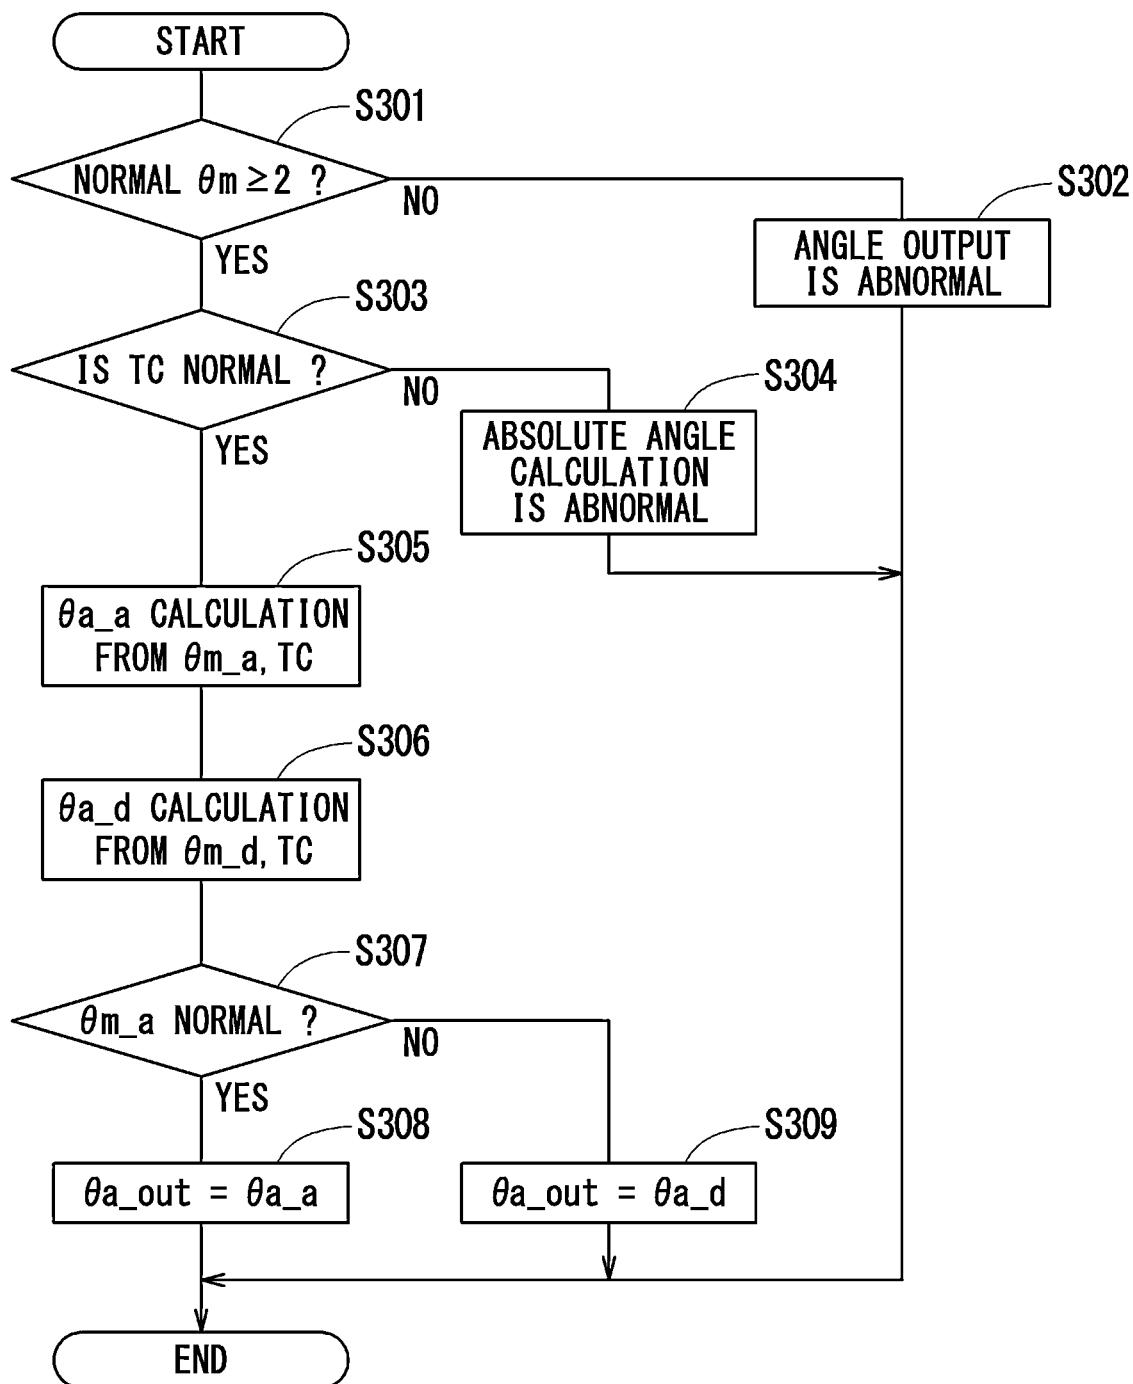 START
S301
NORMAL θm≧2 ?
NO
YES
S302
ANGLE OUTPUT
IS ABNORMAL
S303
IS TC NORMAL ?
NO
YES
S304
ABSOLUTE ANGLE
CALCULATION
IS ABNORMAL
S305
θa_a CALCULATION
FROM θm_a, TC
S306
θa_d CALCULATION
FROM θm_d, TC
S307
θm_a NORMAL ?
NO
YES
S308
θa_out = θa_a
S309
θa_out = θa_d
END